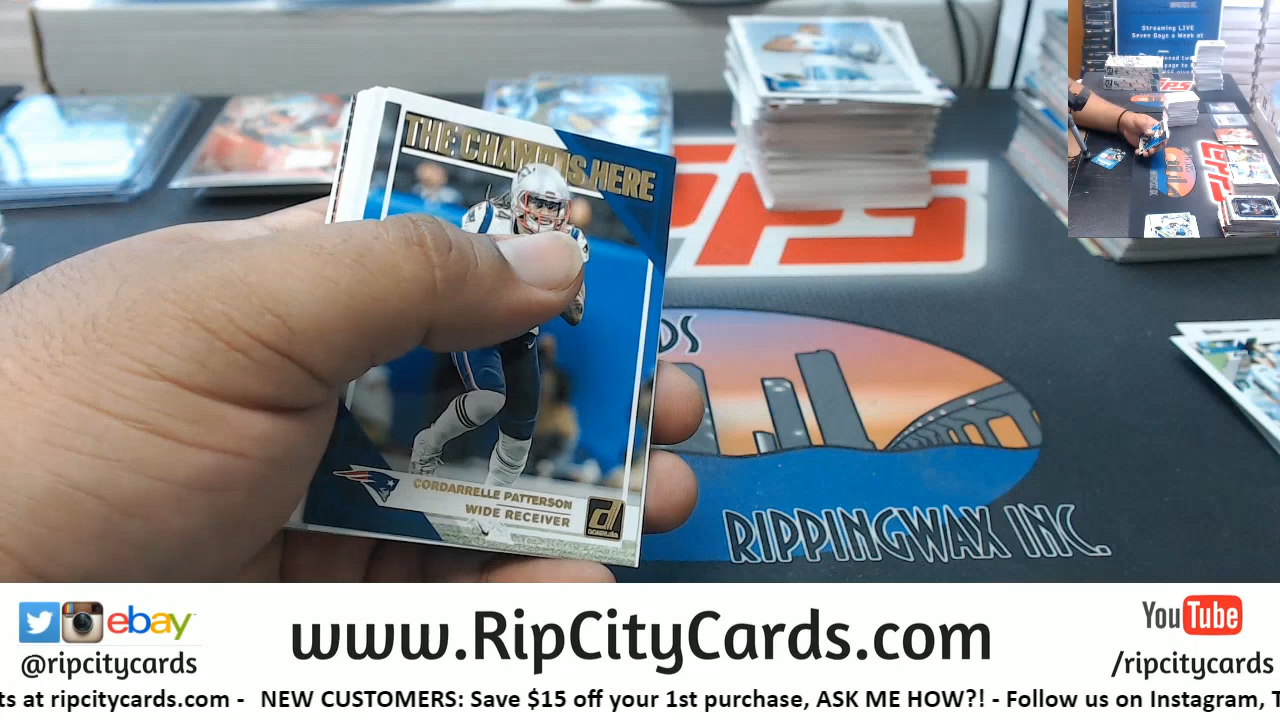 THE CHAMP IS HERE
CORDARRELLE PATTERSON
WIDE RECEIVER
RIPPINGWAX INC.
Streaming LIVE
Seven Days a Week at
ebay
@ripcitycards
www.RipCityCards.com
YouTube
/ripcitycards
ts at ripcitycards.com - NEW CUSTOMERS: Save $15 off your 1st purchase, ASK ME HOW?! - Follow us on Instagram, T